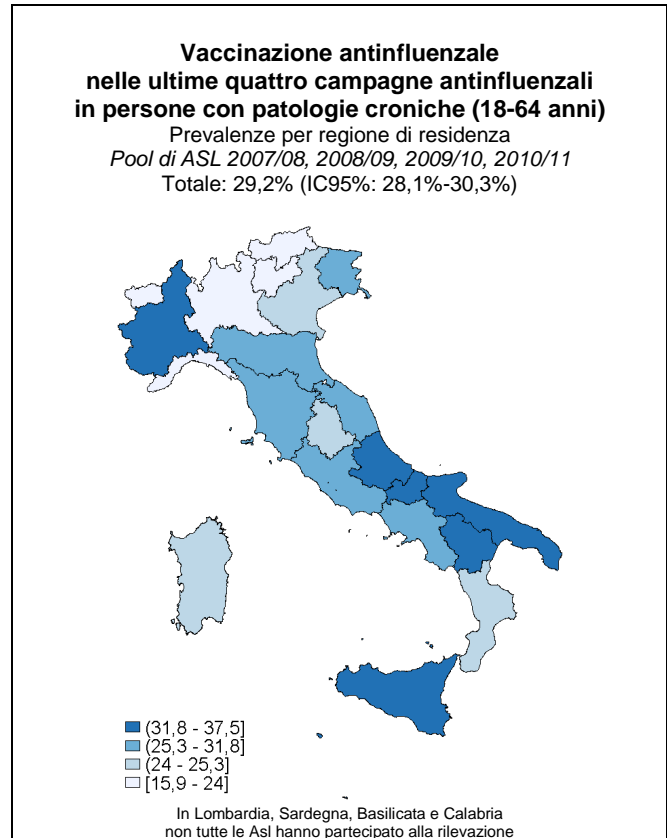 Vaccinazione antinfluenzale
nelle ultime quattro campagne antinfluenzali
in persone con patologie croniche (18-64 anni)
Prevalenze per regione di residenza
Pool di ASL 2007/08, 2008/09, 2009/10, 2010/11
Totale: 29,2% (IC95%: 28,1%-30,3%)
(31,8 - 37,5]
(25,3 - 31,8]
(24 - 25,3]
[15,9 - 24]
In Lombardia, Sardegna, Basilicata e Calabria
non tutte le Asl hanno partecipato alla rilevazione